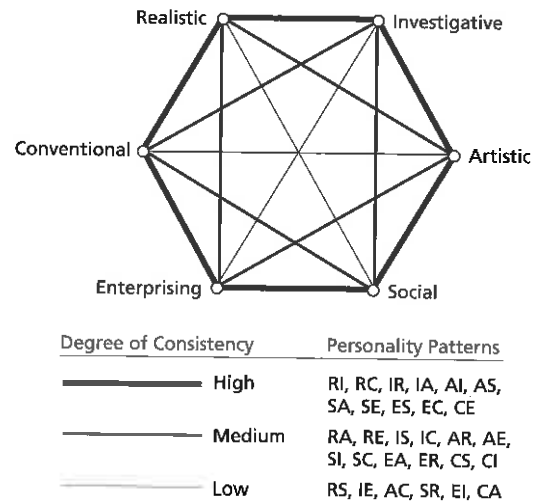 Realistic
Investigative
Conventional
Artistic
Enterprising
Social
Degree of Consistency
Personality Patterns
High
RI, RC, IR, IA, AI, AS,
SA, SE, ES, EC, CE
Medium
RA, RE, IS, IC, AR, AE,
SI, SC, EA, ER, CS, CI
Low
RS, IE, AC, SR, EI, CA